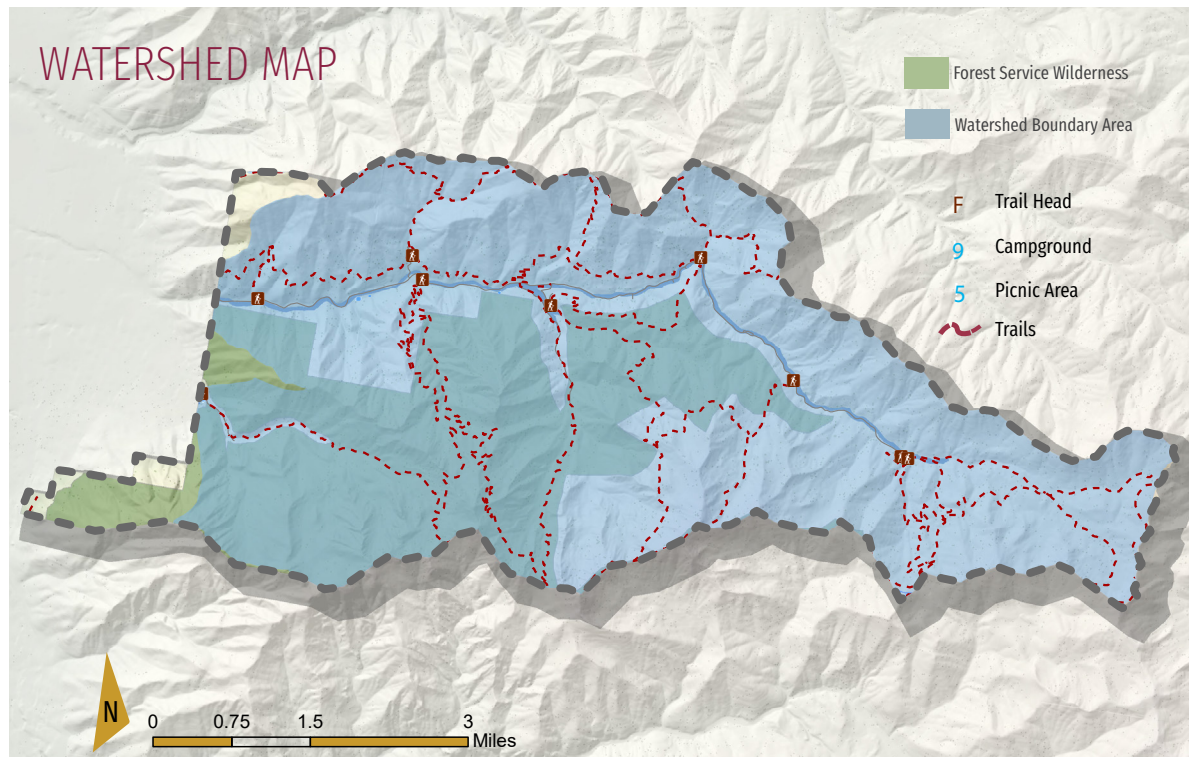 WATERSHED MAP
Forest Service Wilderness
Watershed Boundary Area
F Trail Head
9 Campground
5 Picnic Area
Trails
N
0 0.75 1.5 3
Miles